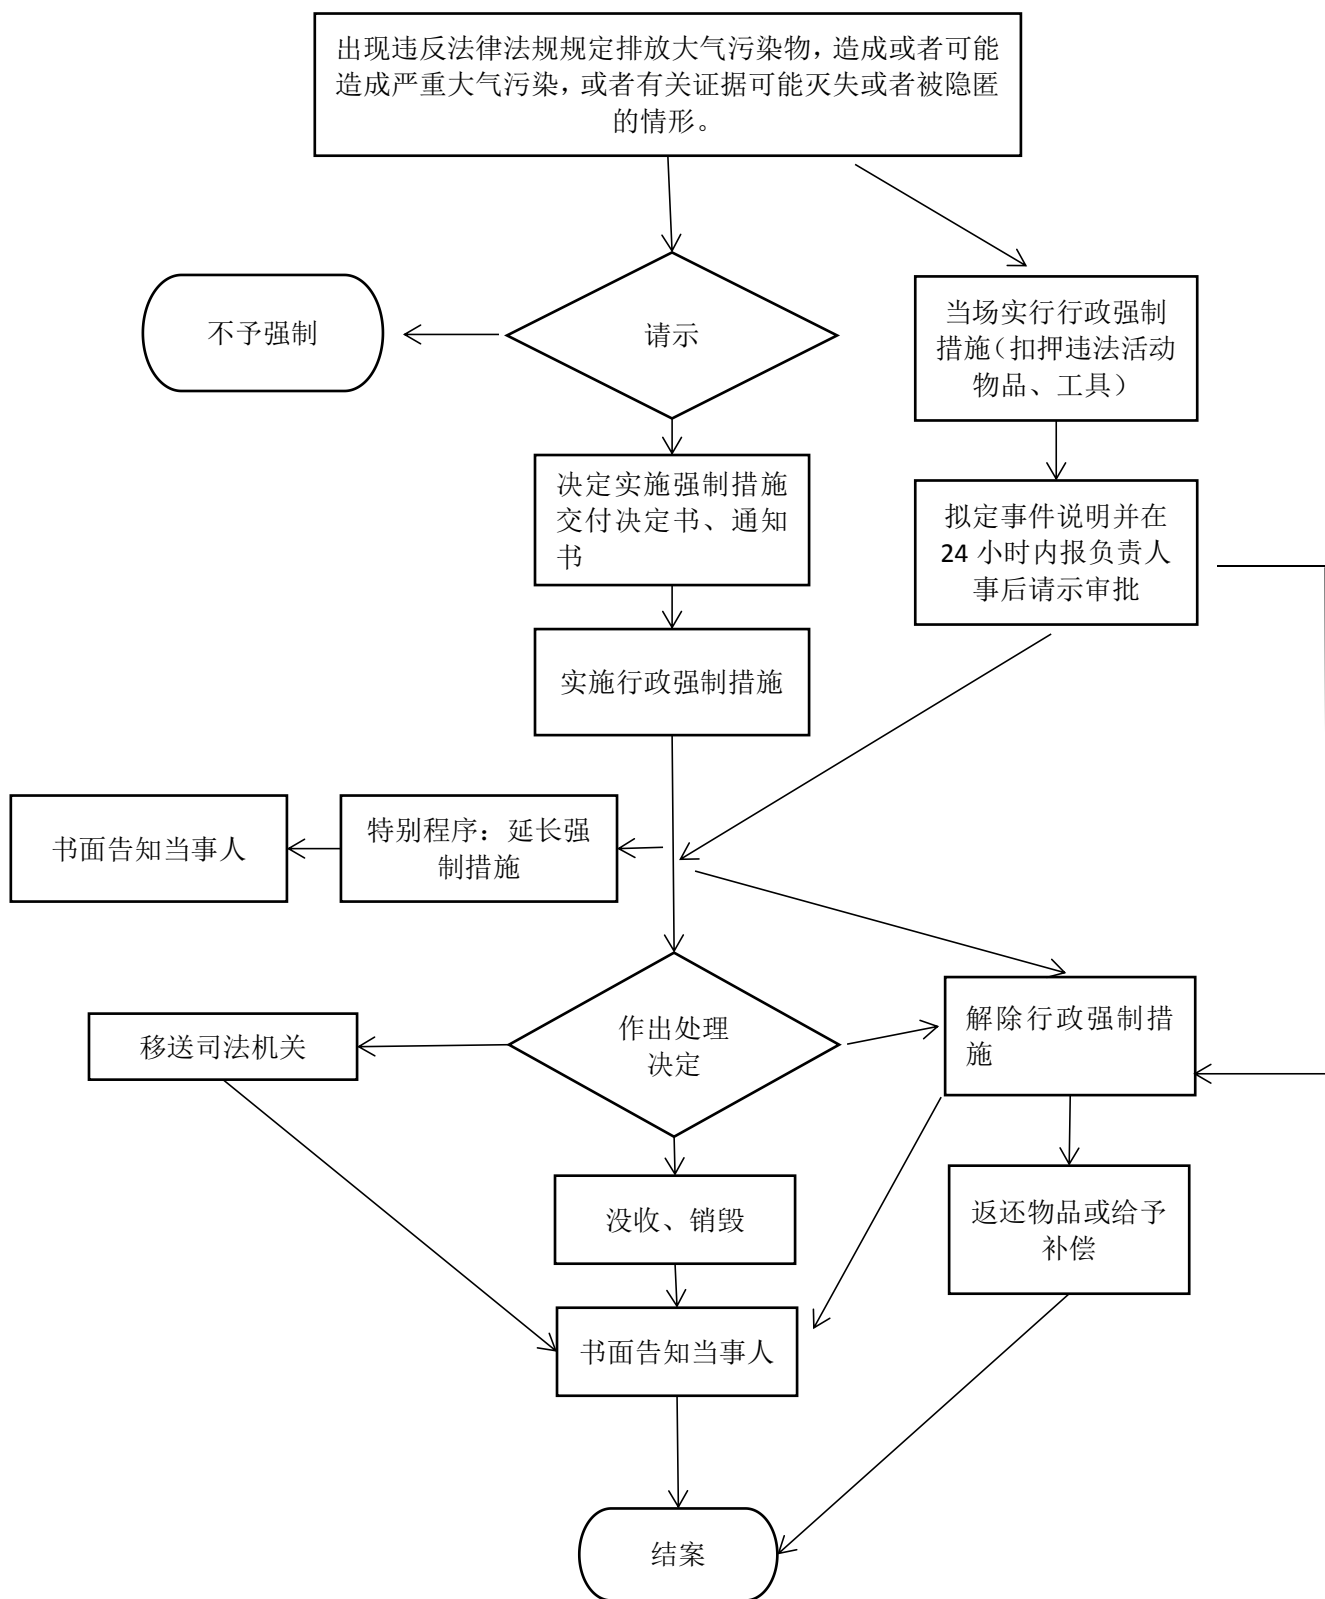 出现违反法律法规规定排放大气污染物，造成或者可能
造成严重大气污染，或者有关证据可能灭失或者被隐匿
的情形。
不予强制
请示
当场实行行政强制
措施（扣押违法活动
物品、工具）
决定实施强制措施
交付决定书、通知
书
拟定事件说明并在
24 小时内报负责人
事后请示审批
实施行政强制措施
书面告知当事人
特别程序：延长强
制措施
移送司法机关
作出处理
决定
解除行政强制措
施
没收、销毁
返还物品或给予
补偿
书面告知当事人
结案